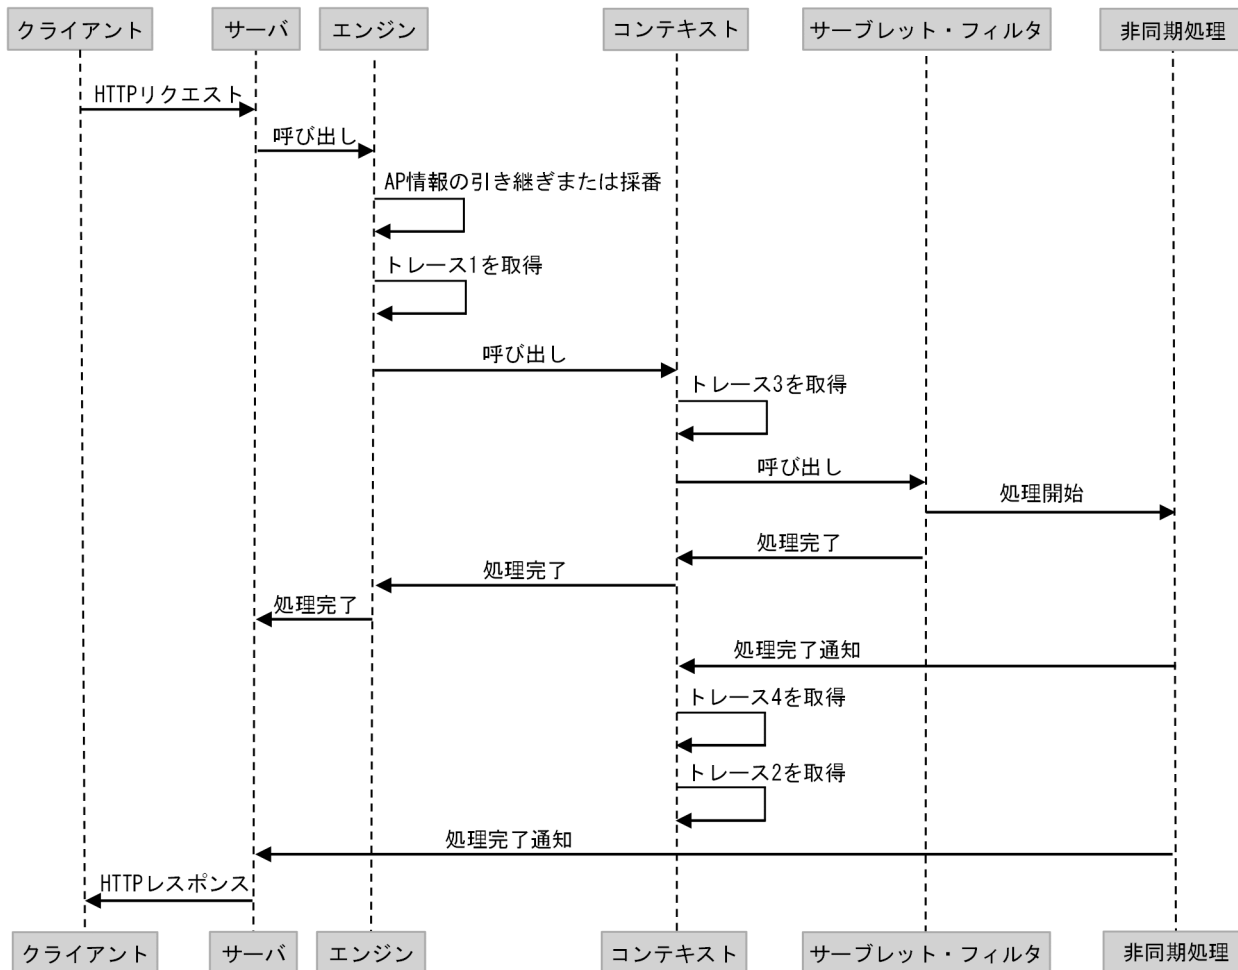 クライアント
サーバ
エンジン
コンテキスト
サーブレット・フィルタ
非同期処理
HTTPリクエスト
呼び出し
AP情報の引き継ぎまたは採番
トレース1を取得
呼び出し
トレース3を取得
呼び出し
処理開始
処理完了
処理完了
処理完了
処理完了通知
トレース4を取得
トレース2を取得
処理完了通知
HTTPレスポンス
クライアント
サーバ
エンジン
コンテキスト
サーブレット・フィルタ
非同期処理